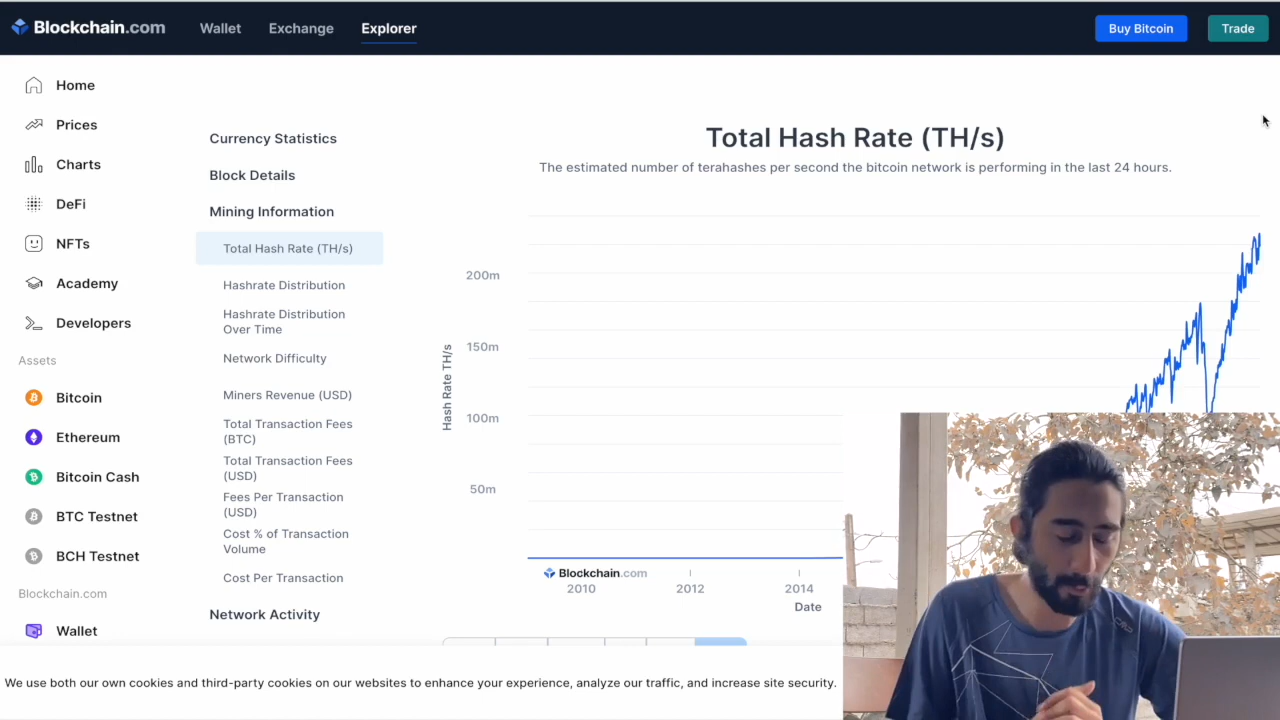 Blockchain.com
Wallet
Exchange
Explorer
Buy Bitcoin
Trade
Home
Prices
Charts
DeFi
NFTs
Academy
Developers
Assets
Bitcoin
Ethereum
Bitcoin Cash
BTC Testnet
BCH Testnet
Blockchain.com
Wallet
Currency Statistics
Block Details
Mining Information
Total Hash Rate (TH/s)
Hashrate Distribution
Hashrate Distribution
Over Time
Network Difficulty
Miners Revenue (USD)
Total Transaction Fees
(BTC)
Total Transaction Fees
(USD)
Fees Per Transaction
(USD)
Cost % of Transaction
Volume
Cost Per Transaction
Network Activity
Total Hash Rate (TH/s)
The estimated number of terahashes per second the bitcoin network is performing in the last 24 hours.
200m
150m
100m
50m
Hash Rate TH/s
Blockchain.com
2010
2012
2014
Date
We use both our own cookies and third-party cookies on our websites to enhance your experience, analyze our traffic, and increase site security.